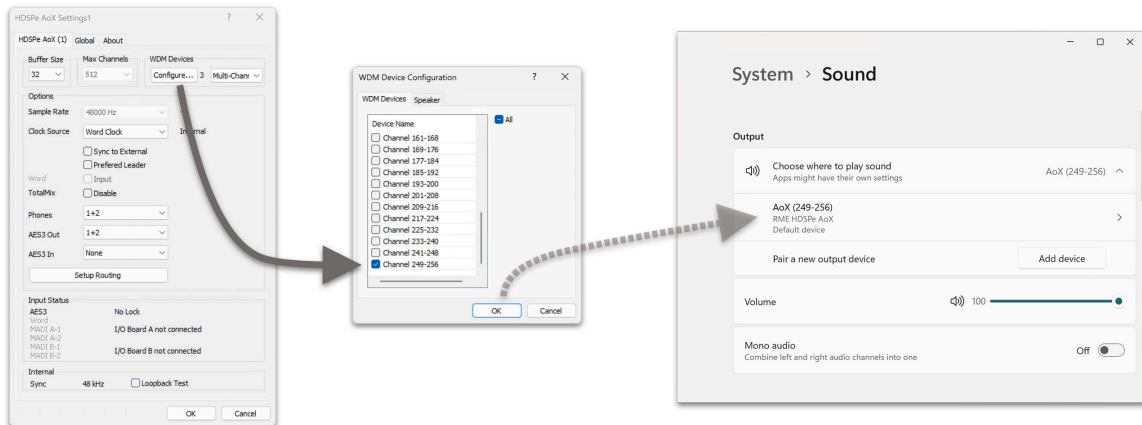 HDSPe AoX Settings1 ? ×
HDSPe AoX (1) Global About
Buffer Size Max Channels WDM Devices
32 512 Configure... 3 Multi-Chann
Options
Sample Rate 48000 Hz
Clock Source Word Clock Internal
Sync to External
Prefered Leader
Word Input
TotalMix Disable
Phones 1+2
AES3 Out 1+2
AES3 In None
Setup Routing
Input Status
AES3 No Lock
Word
MADI A-1 I/O Board A not connected
MADI A-2
MADI B-1 I/O Board B not connected
MADI B-2
Internal
Sync 48 kHz Loopback Test
OK Cancel
WDM Device Configuration ? ×
WDM Devices Speaker
Device Name All
Channel 161-168
Channel 169-176
Channel 177-184
Channel 185-192
Channel 193-200
Channel 201-208
Channel 209-216
Channel 217-224
Channel 225-232
Channel 233-240
Channel 241-248
Channel 249-256
OK Cancel
System > Sound
Output
Choose where to play sound AoX (249-256)
Apps might have their own settings
AoX (249-256)
RME HDSPe AoX
Default device
Pair a new output device Add device
Volume 100
Mono audio Off
Combine left and right audio channels into one